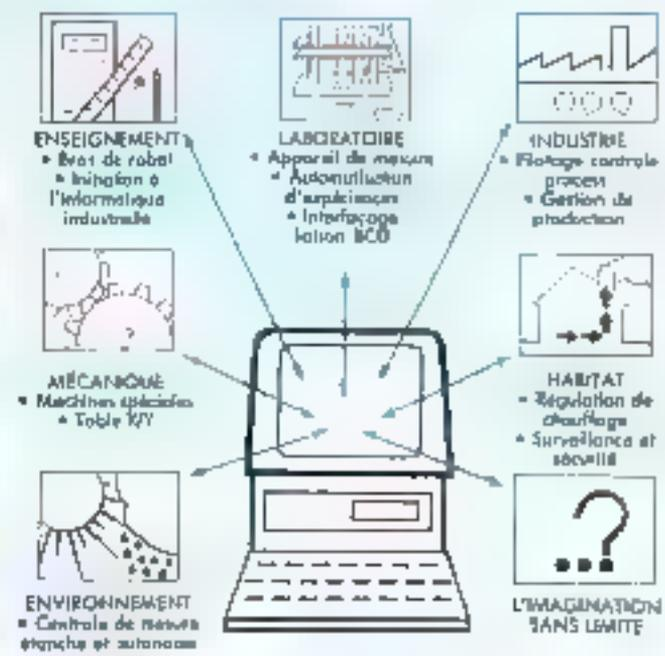 ENSEIGNEMENT
• Bras de robot
• Initiation à
l'informatique
industrielle
LABORATOIRE
• Appareil de mesure
• Automatisation
d'expériences
• Interfaçage
liaison BCD
INDUSTRIE
• Pilotage contrôle
process
• Gestion de
production
MÉCANIQUE
• Machines spéciales
• Table X/Y
HABITAT
• Régulation de
chauffage
• Surveillance et
sécurité
ENVIRONNEMENT
• Centrale de mesure
étanche et autonome
?
L'IMAGINATION
SANS LIMITE